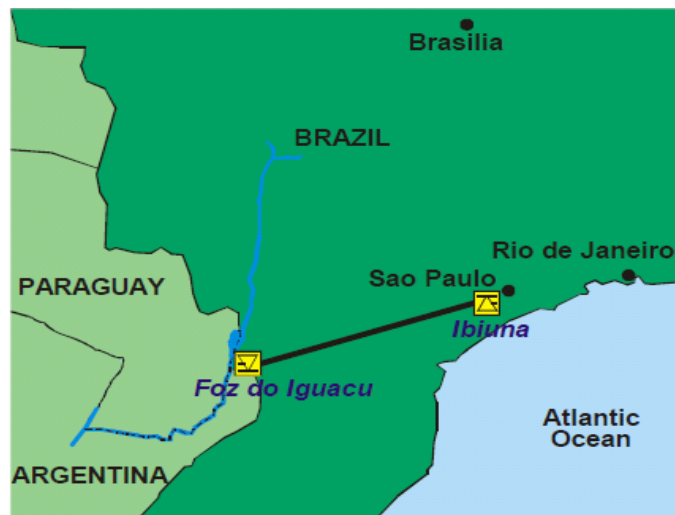 Brasilia
BRAZIL
Rio de Janeiro
PARAGUAY
Sao Paulo
Ibiuna
Foz do Iguacu
Atlantic
Ocean
ARGENTINA